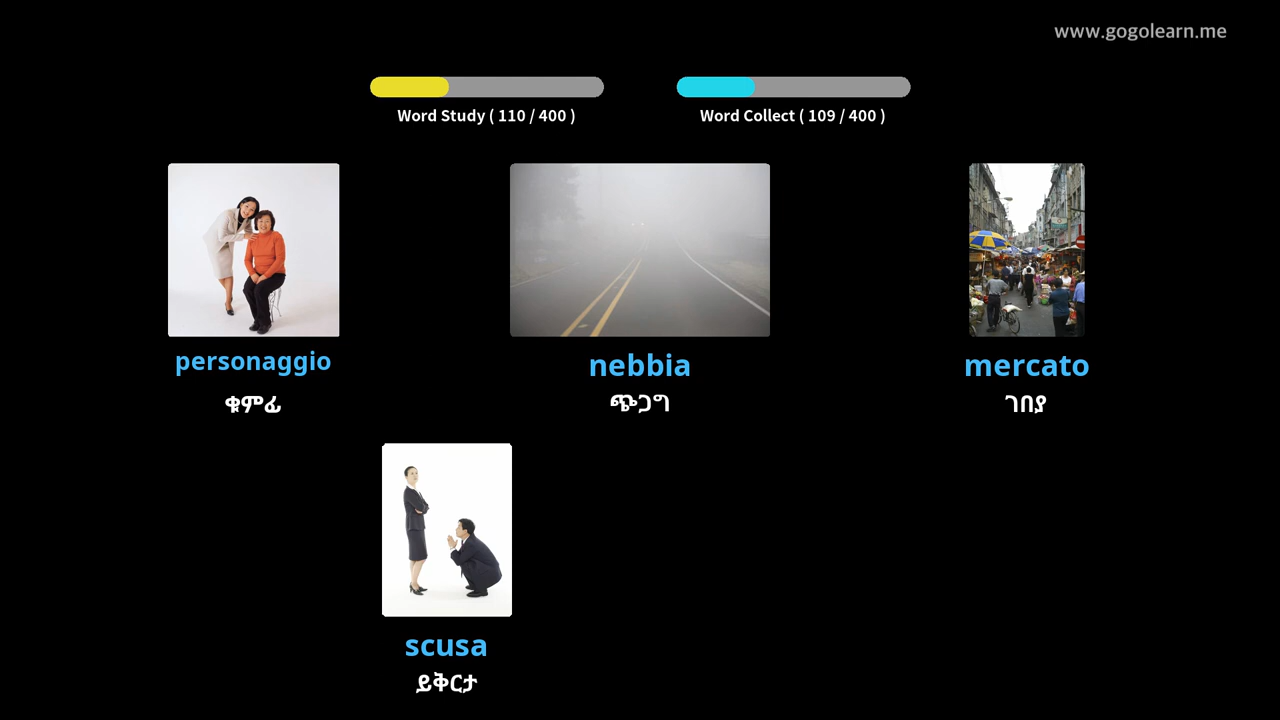 www.gogolearn.me
Word Study ( 110 / 400 )
Word Collect ( 109 / 400 )
personaggio
ቁምፊ
nebbia
ጭጋግ
mercato
ገበያ
scusa
ይቅርታ